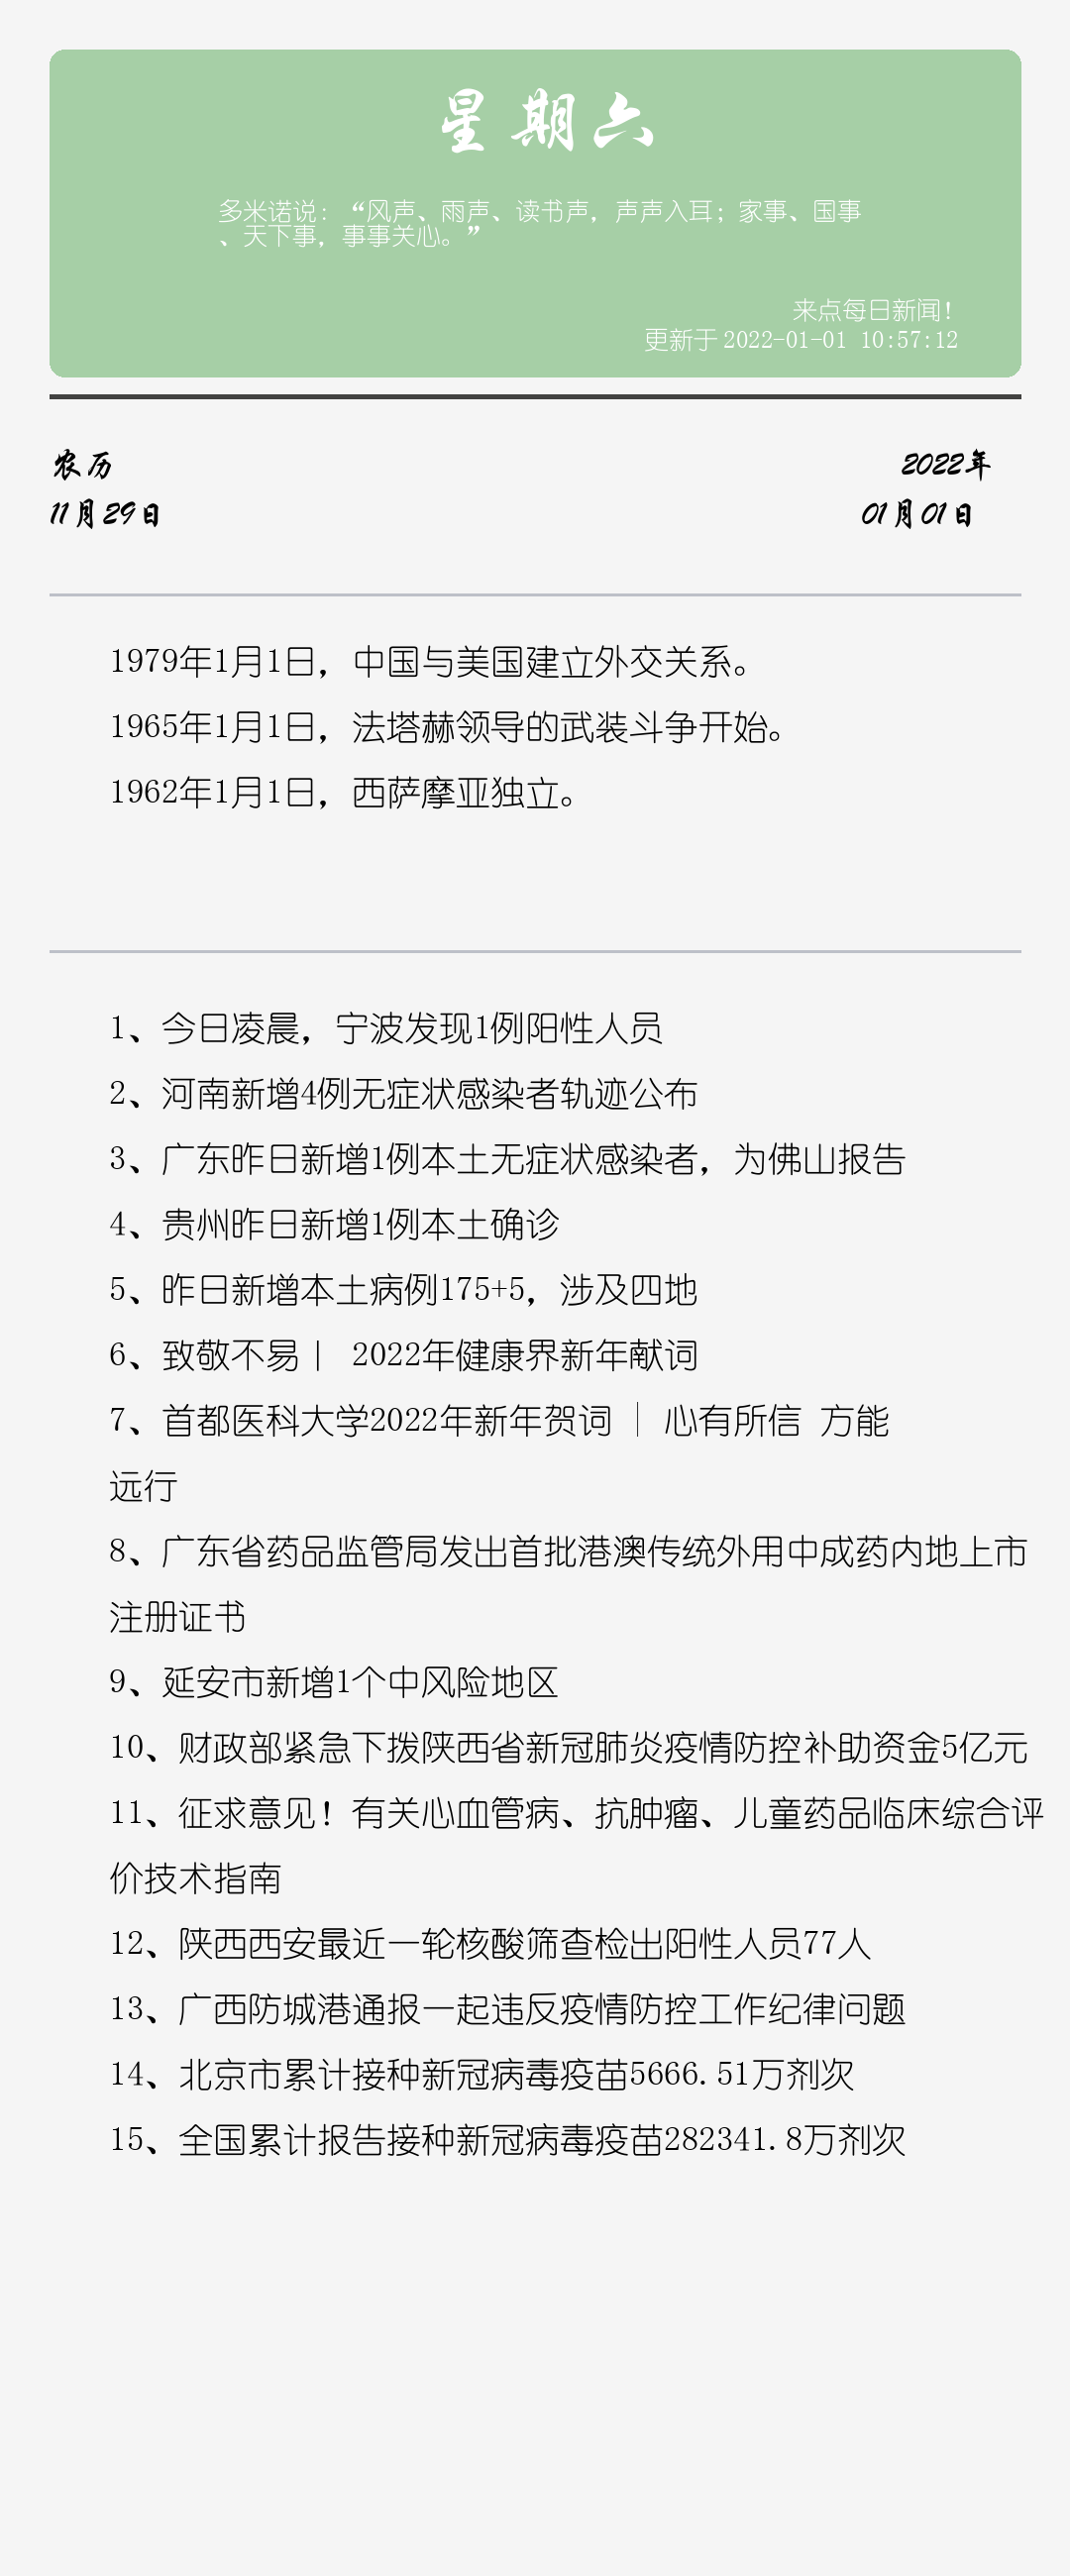 星期六
多米诺说：“风声、雨声、读书声，声声入耳；家事、国事
、天下事，事事关心。”
来点每日新闻！
更新于 2022-01-01 10:57:12
农历
2022年
11月29日
01月01日
1979年1月1日，中国与美国建立外交关系。
1965年1月1日，法塔赫领导的武装斗争开始。
1962年1月1日，西萨摩亚独立。
1、今日凌晨，宁波发现1例阳性人员
2、河南新增4例无症状感染者轨迹公布
3、广东昨日新增1例本土无症状感染者，为佛山报告
4、贵州昨日新增1例本土确诊
5、昨日新增本土病例175+5，涉及四地
6、致敬不易丨 2022年健康界新年献词
7、首都医科大学2022年新年贺词 │ 心有所信 方能
远行
8、广东省药品监管局发出首批港澳传统外用中成药内地上市
注册证书
9、延安市新增1个中风险地区
10、财政部紧急下拨陕西省新冠肺炎疫情防控补助资金5亿元
11、征求意见！有关心血管病、抗肿瘤、儿童药品临床综合评
价技术指南
12、陕西西安最近一轮核酸筛查检出阳性人员77人
13、广西防城港通报一起违反疫情防控工作纪律问题
14、北京市累计接种新冠病毒疫苗5666.51万剂次
15、全国累计报告接种新冠病毒疫苗282341.8万剂次